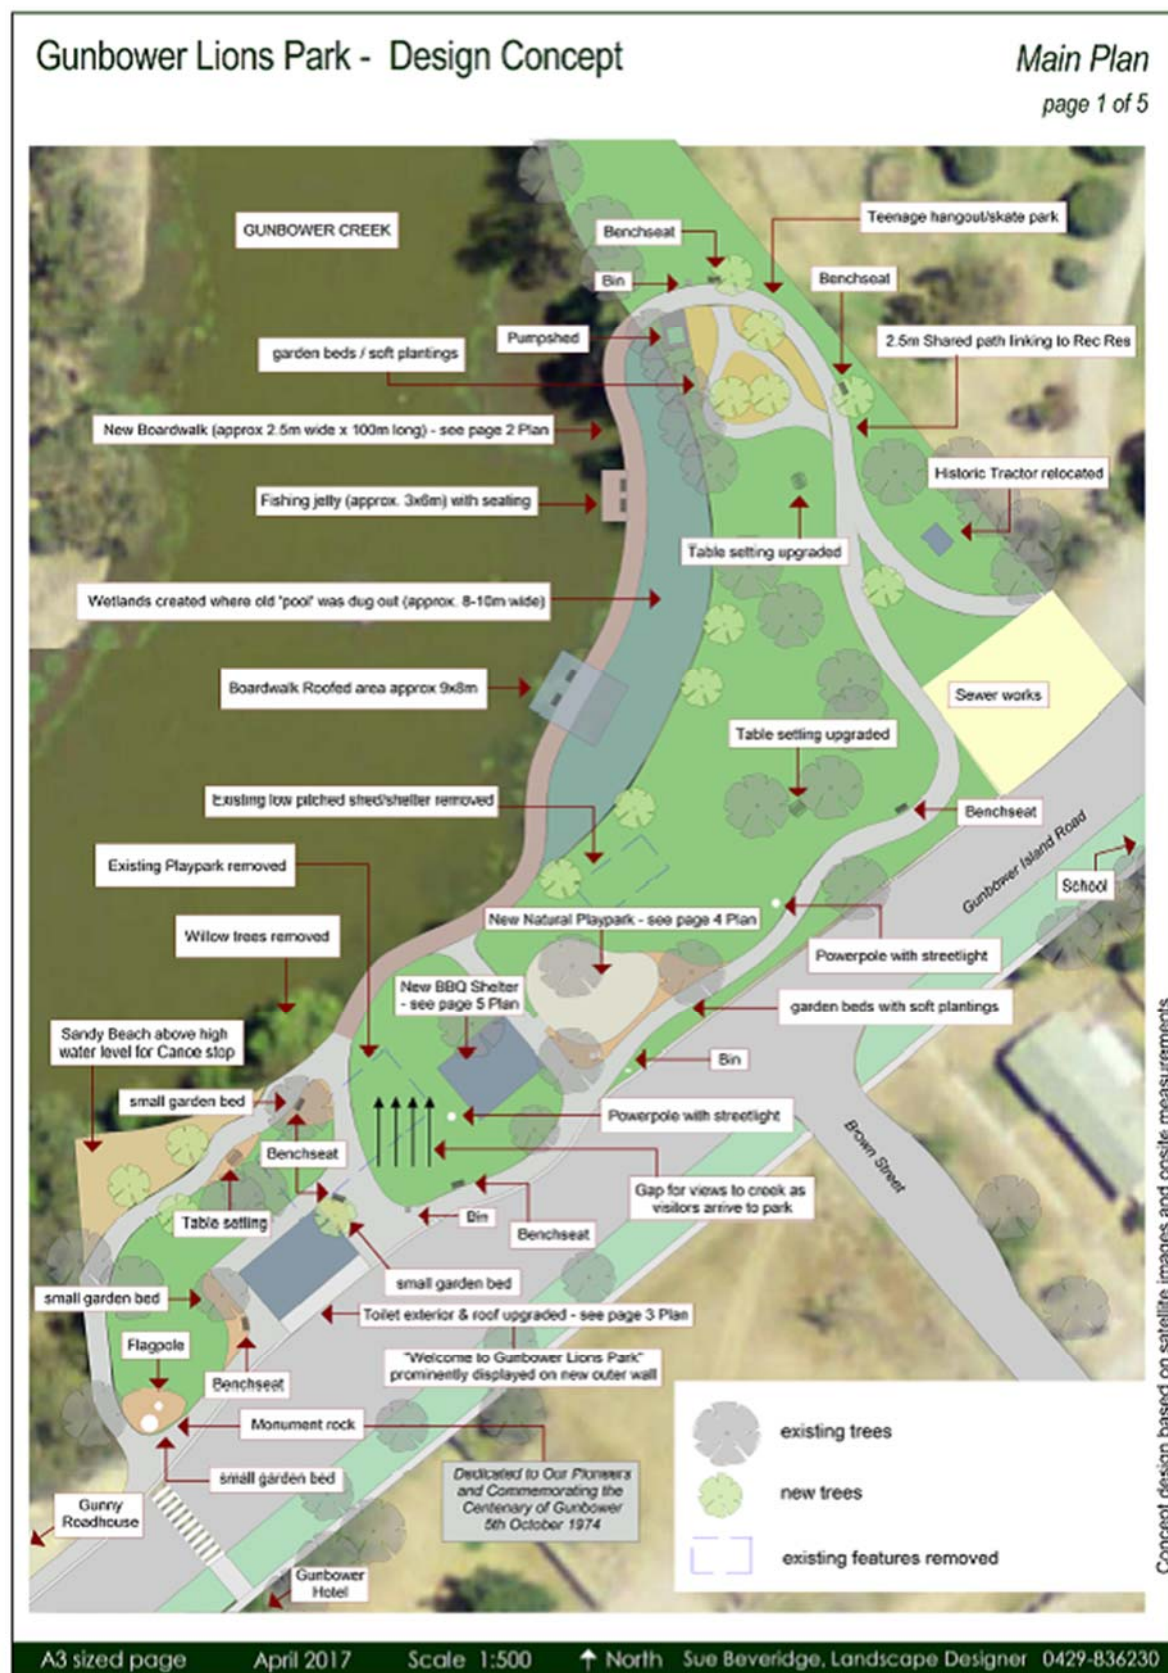 Gunbower Lions Park - Design Concept
Main Plan
page 1 of 5
GUNBOWER CREEK
Benchseat
Teenage hangout/skate park
Bin
Benchseat
Pumpshed
2.5m Shared path linking to Rec Res
garden beds / soft plantings
New Boardwalk (approx 2.5m wide x 100m long) - see page 2 Plan
Historic Tractor relocated
Fishing jetty (approx. 3x6m) with seating
Table setting upgraded
Wetlands created where old 'pool' was dug out (approx. 8-10m wide)
Boardwalk Roofed area approx 9x8m
Sewer works
Table setting upgraded
Existing low pitched shed/shelter removed
Benchseat
Gunbower Island Road
Existing Playpark removed
School
New Natural Playpark - see page 4 Plan
Willow trees removed
Powerpole with streetlight
New BBQ Shelter
- see page 5 Plan
garden beds with soft plantings
Sandy Beach above high
water level for Canoe stop
Bin
small garden bed
Powerpole with streetlight
Benchseat
Brown Street
Gap for views to creek as
visitors arrive to park
Table setting
Bin
Benchseat
small garden bed
small garden bed
Toilet exterior & roof upgraded - see page 3 Plan
Flagpole
"Welcome to Gunbower Lions Park"
prominently displayed on new outer wall
Benchseat
Monument rock
small garden bed
Dedicated to Our Pioneers
and Commemorating the
Centenary of Gunbower
5th October 1974
Gunny
Roadhouse
Gunbower
Hotel
existing trees
new trees
existing features removed
Concept design based on satellite images and onsite measurements
A3 sized page April 2017 Scale 1:500 North Sue Beveridge, Landscape Designer 0429-836230